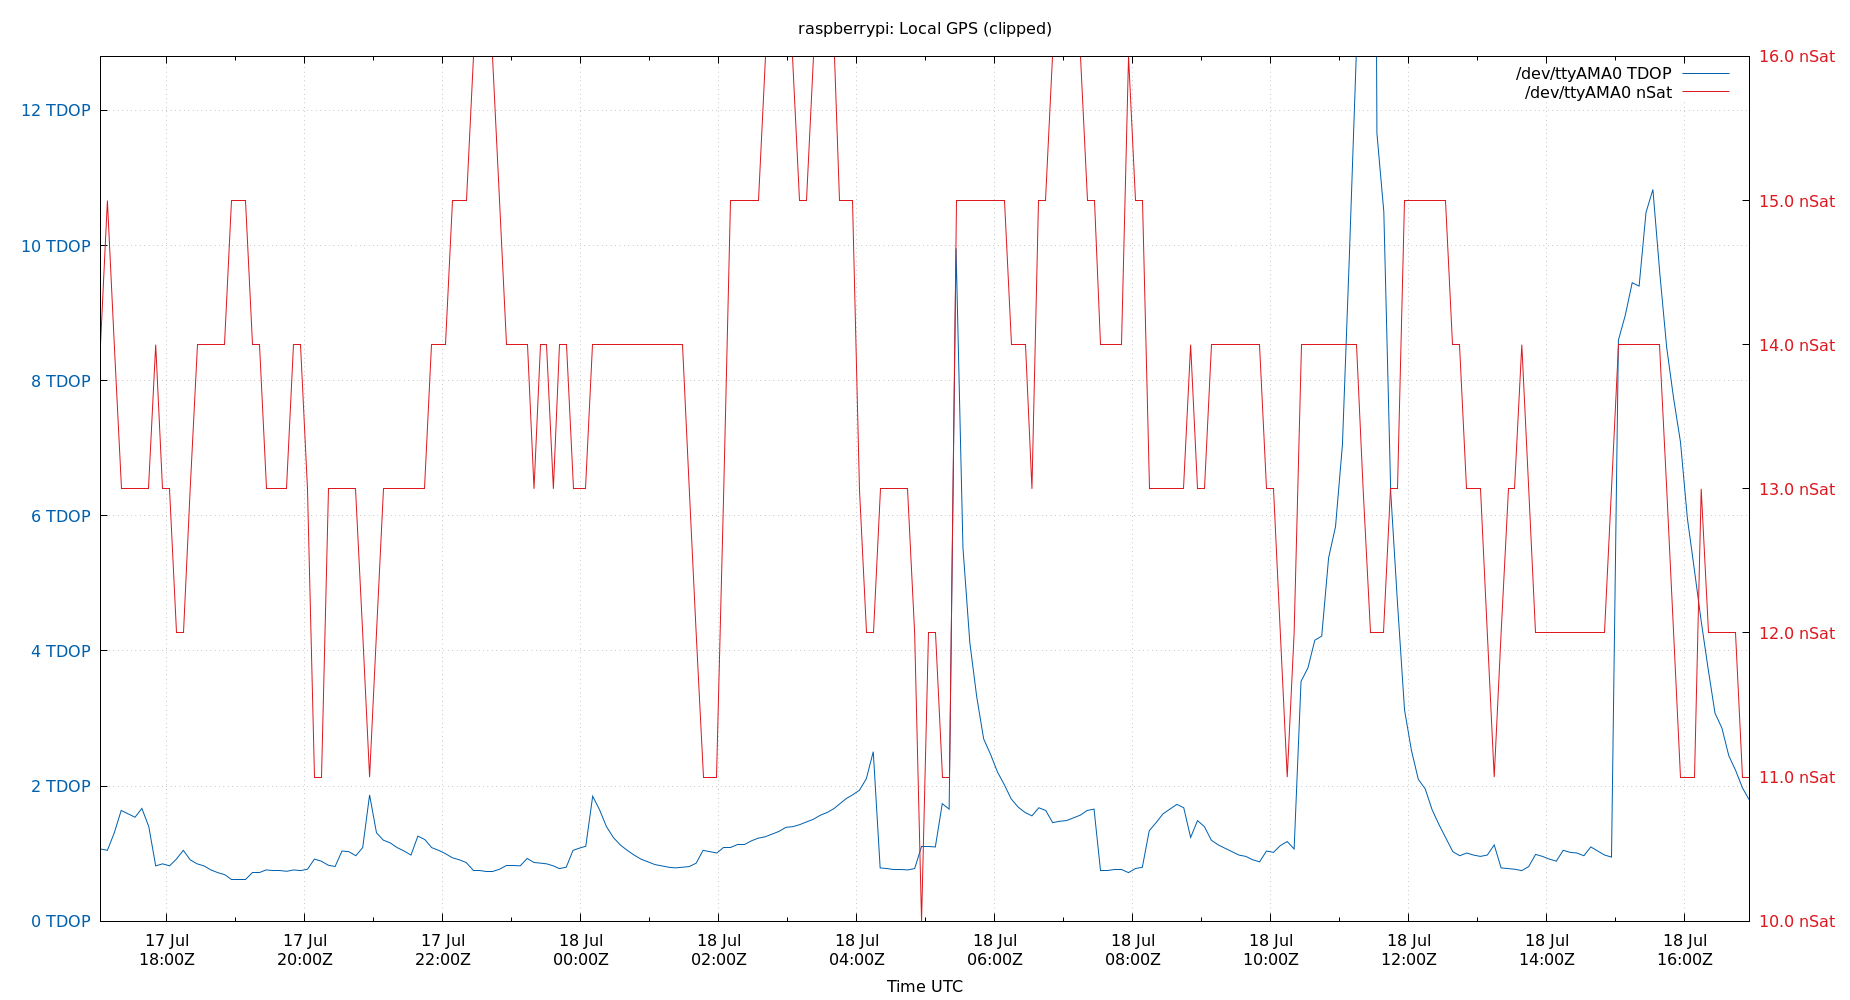 raspberrypi: Local GPS (clipped)
/dev/ttyAMA0 TDOP
/dev/ttyAMA0 nSat
12 TDOP
10 TDOP
8 TDOP
6 TDOP
4 TDOP
2 TDOP
0 TDOP
16.0 nSat
15.0 nSat
14.0 nSat
13.0 nSat
12.0 nSat
11.0 nSat
10.0 nSat
17 Jul
18:00Z
17 Jul
20:00Z
17 Jul
22:00Z
18 Jul
00:00Z
18 Jul
02:00Z
18 Jul
04:00Z
18 Jul
06:00Z
18 Jul
08:00Z
18 Jul
10:00Z
18 Jul
12:00Z
18 Jul
14:00Z
18 Jul
16:00Z
Time UTC